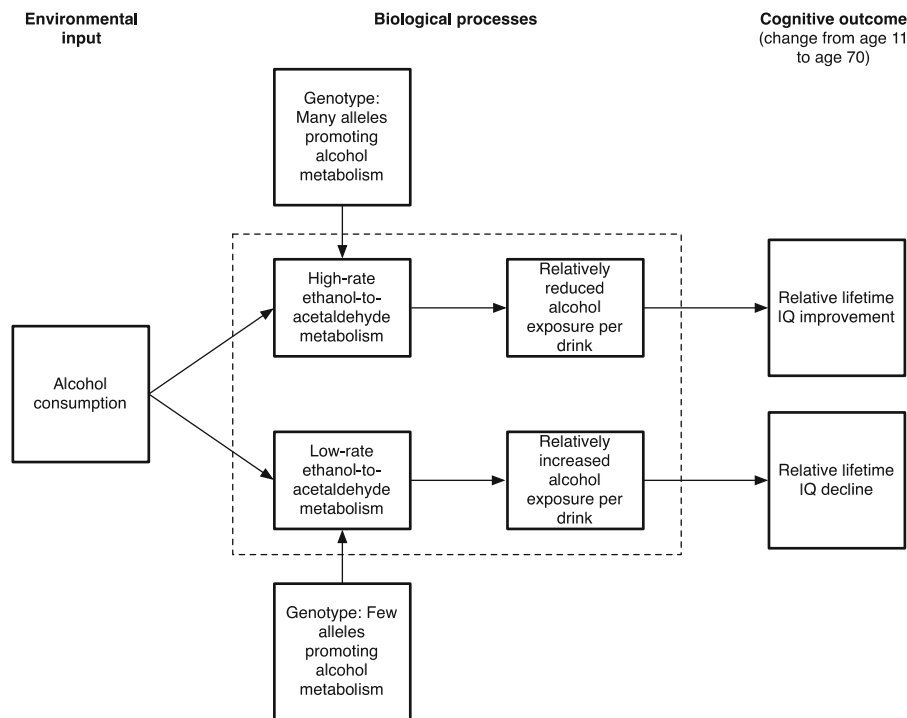 Environmental
input
Biological processes
Cognitive outcome
(change from age 11
to age 70)
Genotype:
Many alleles
promoting
alcohol
metabolism
High-rate
ethanol-to-
acetaldehyde
metabolism
Relatively
reduced
alcohol
exposure per
drink
Relative lifetime
IQ improvement
Alcohol
consumption
Low-rate
ethanol-to-
acetaldehyde
metabolism
Relatively
increased
alcohol
exposure per
drink
Relative lifetime
IQ decline
Genotype: Few
alleles
promoting
alcohol
metabolism